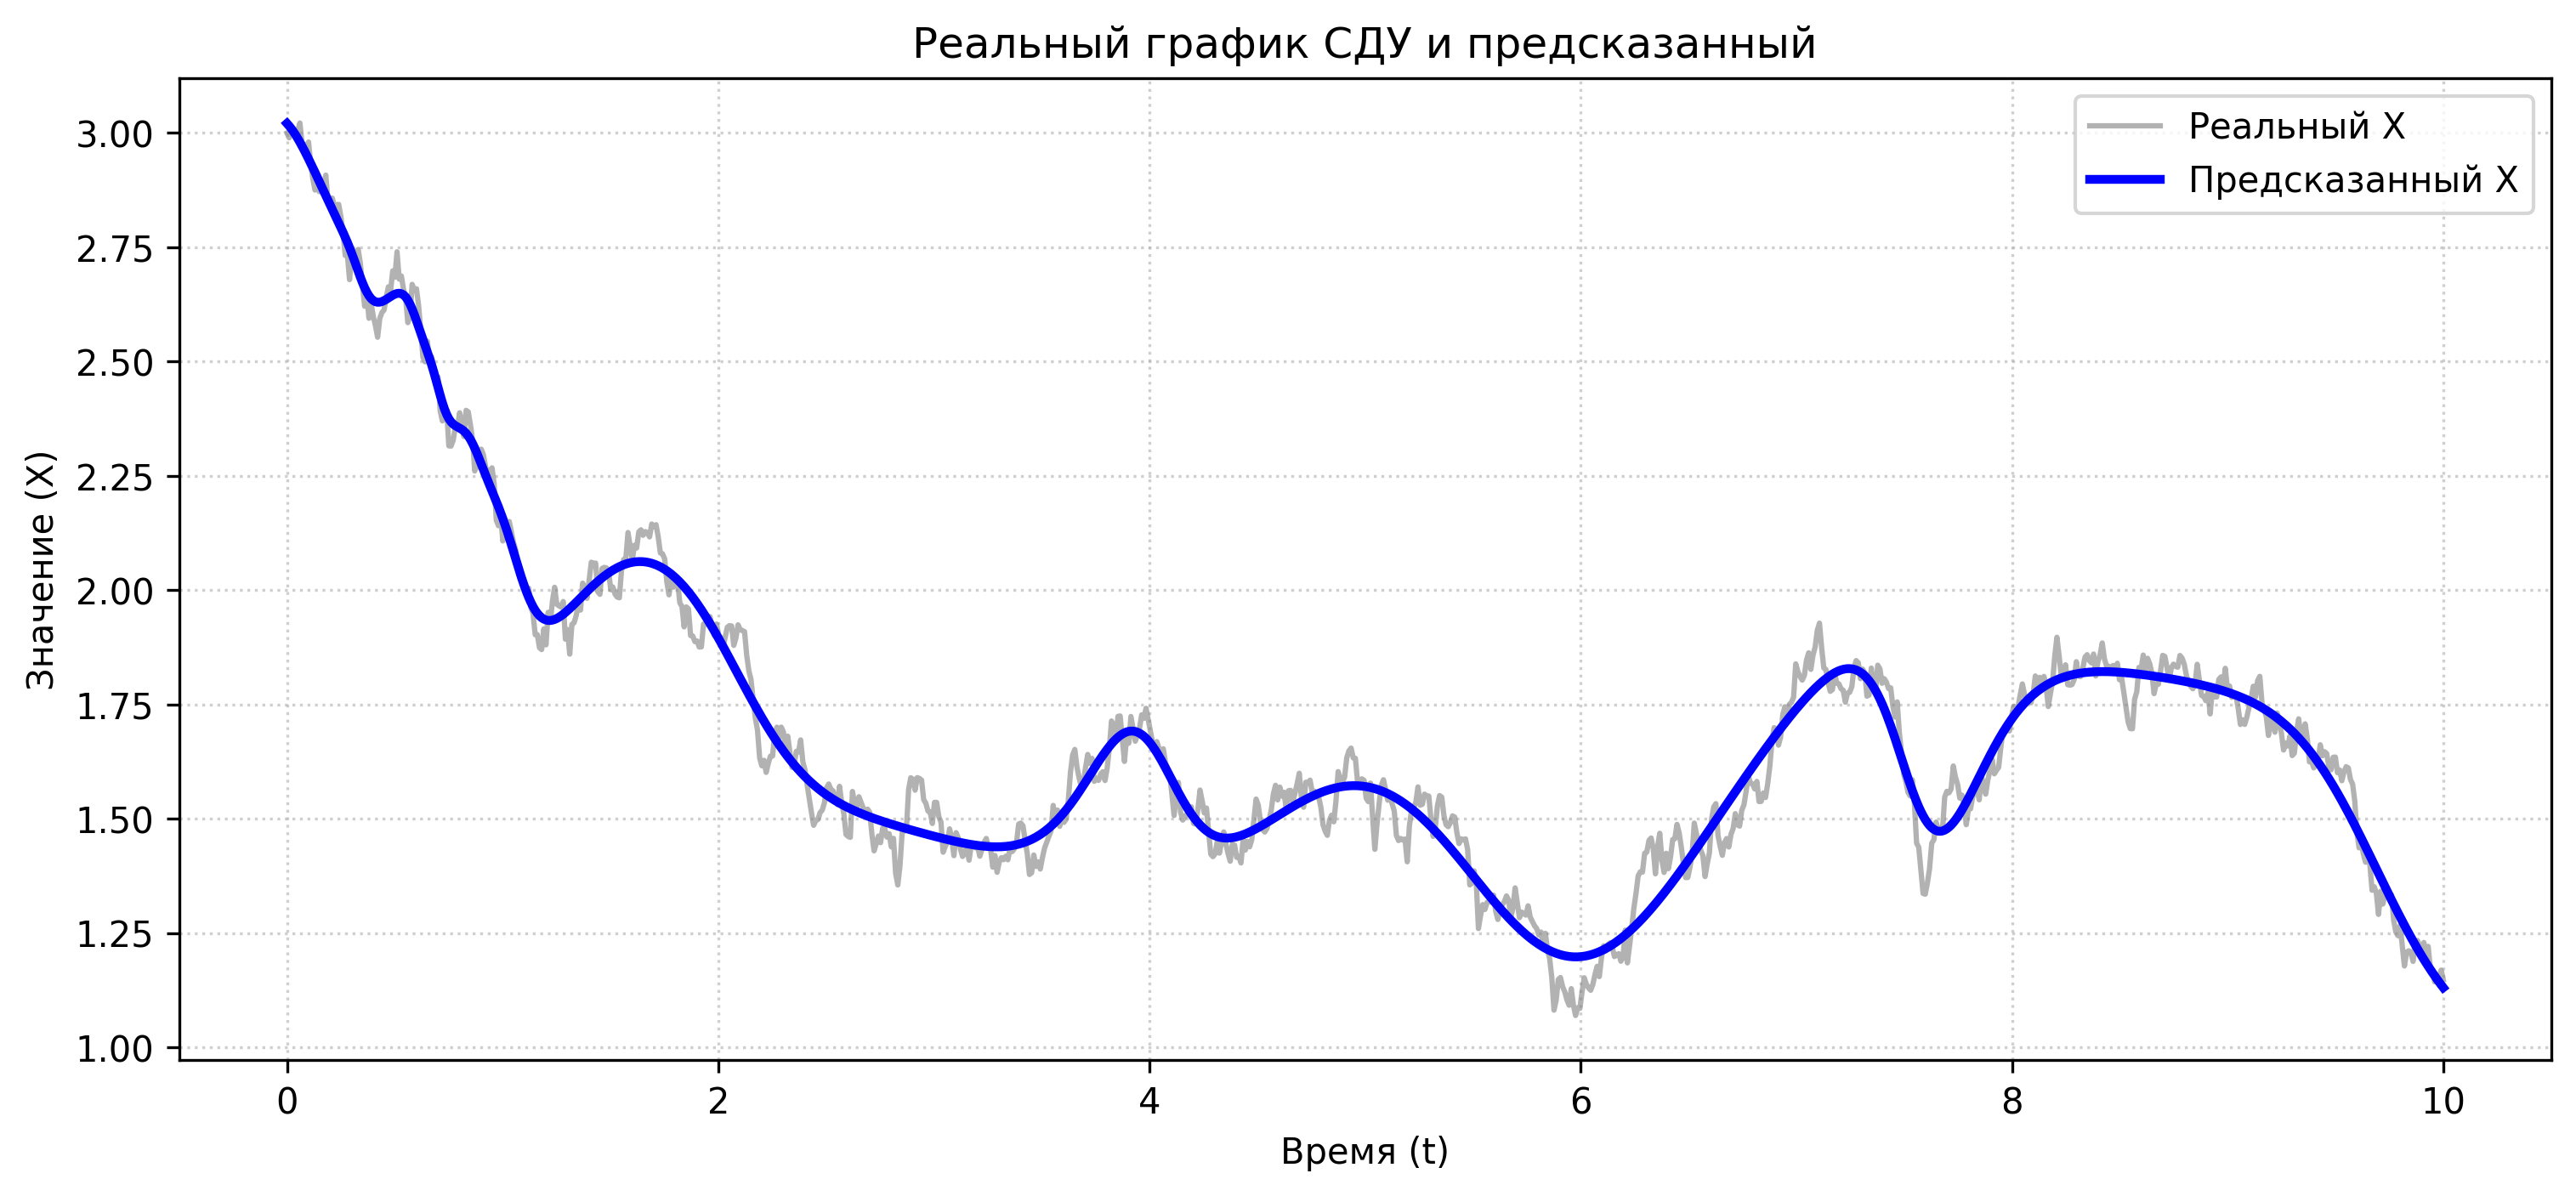 Реальный график СДУ и предсказанный
Реальный X
Предсказанный X
Значение (X)
3.00
2.75
2.50
2.25
2.00
1.75
1.50
1.25
1.00
0 2 4 6 8 10
Время (t)